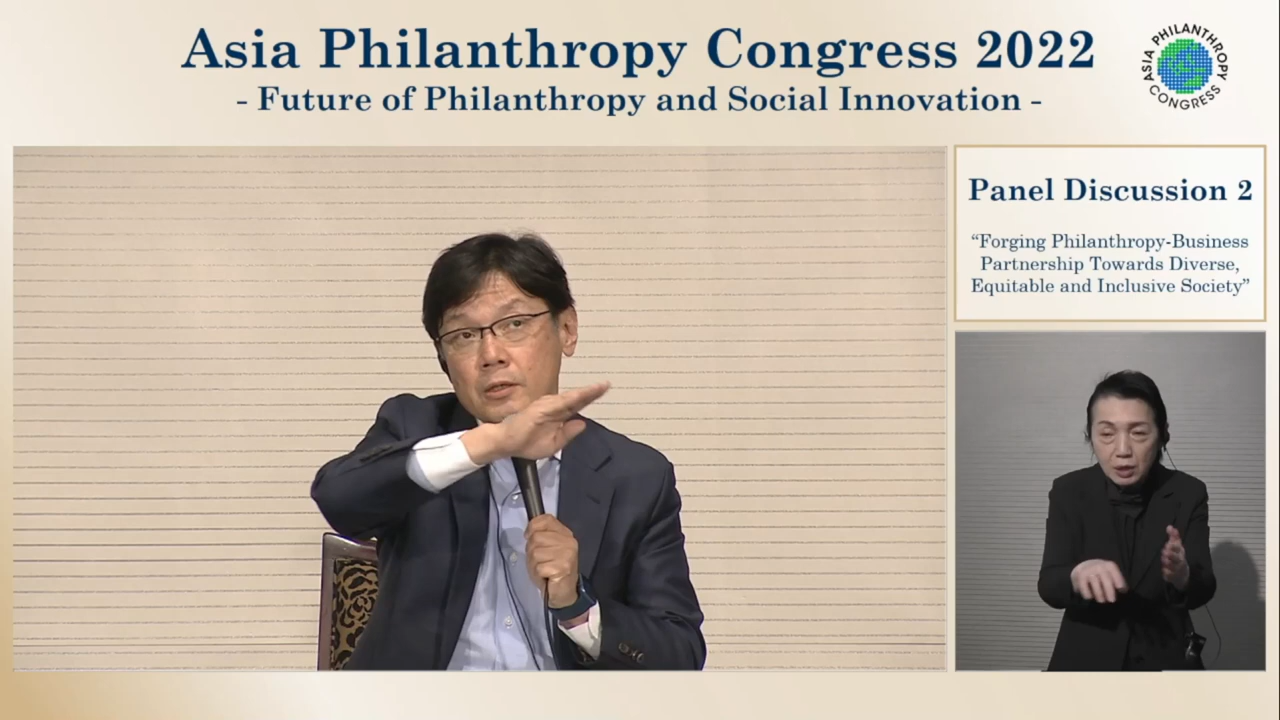 Asia Philanthropy Congress 2022
- Future of Philanthropy and Social Innovation -
ASIA PHILANTHROPY CONGRESS
Panel Discussion 2
“Forging Philanthropy-Business
Partnership Towards Diverse,
Equitable and Inclusive Society”